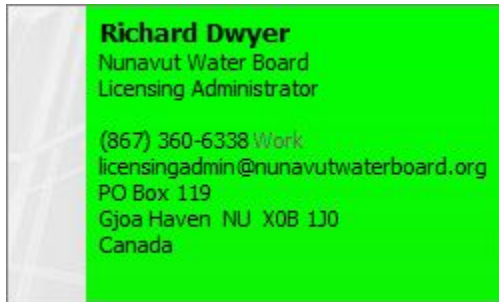 Richard Dwyer
Nunavut Water Board
Licensing Administrator
(867) 360-6338 Work
licensingadmin@nunavutwaterboard.org
PO Box 119
Gjoa Haven  NU  X0B 1J0
Canada